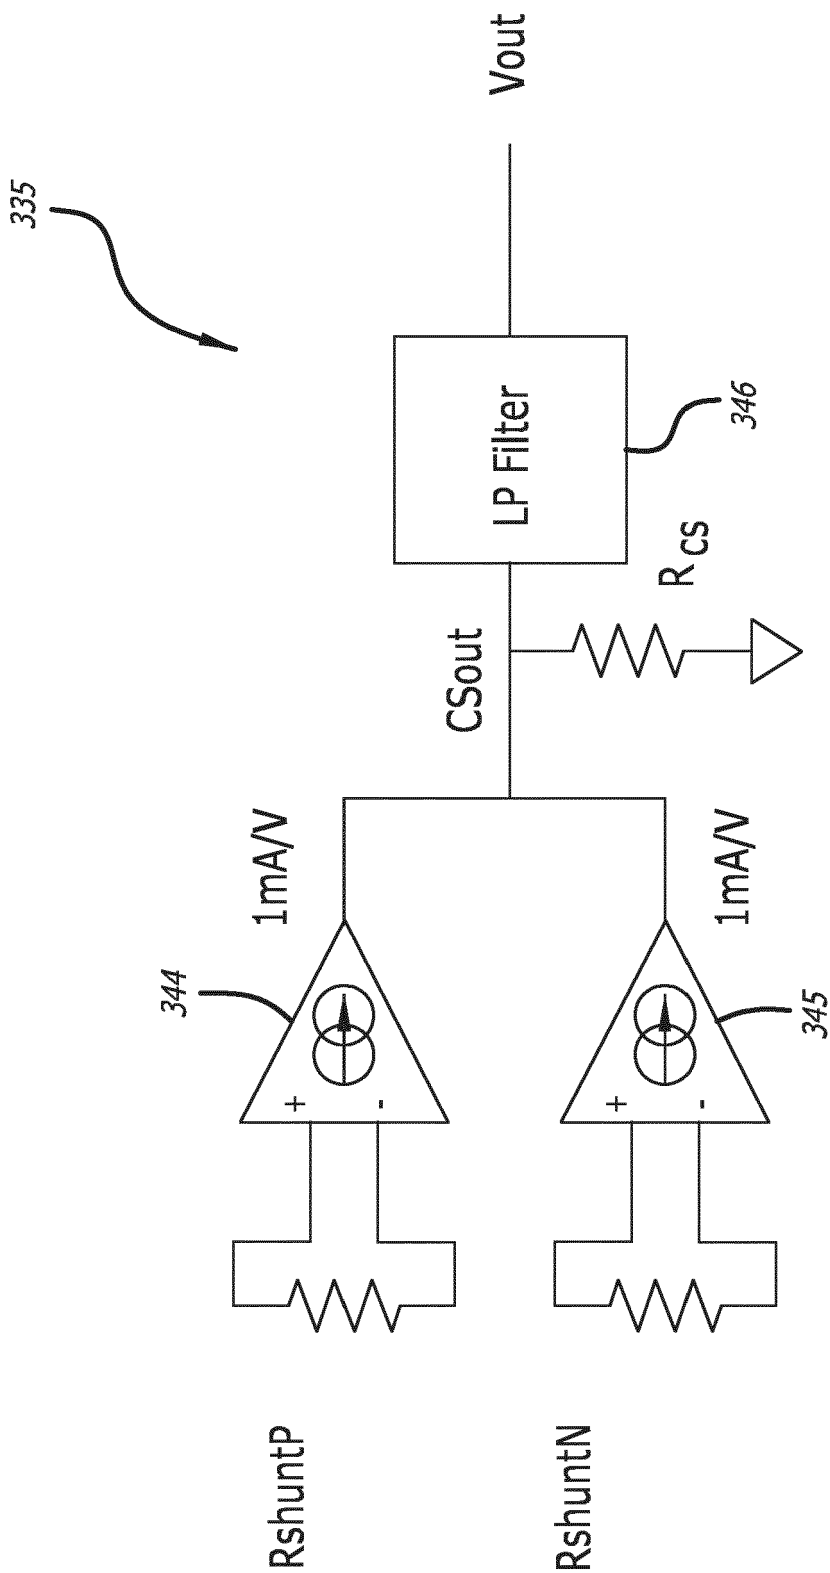 335
Vout
LP Filter
346
R CS
CSout
1mA/V
1mA/V
344
345
+
-
+
-
RshuntP
RshuntN